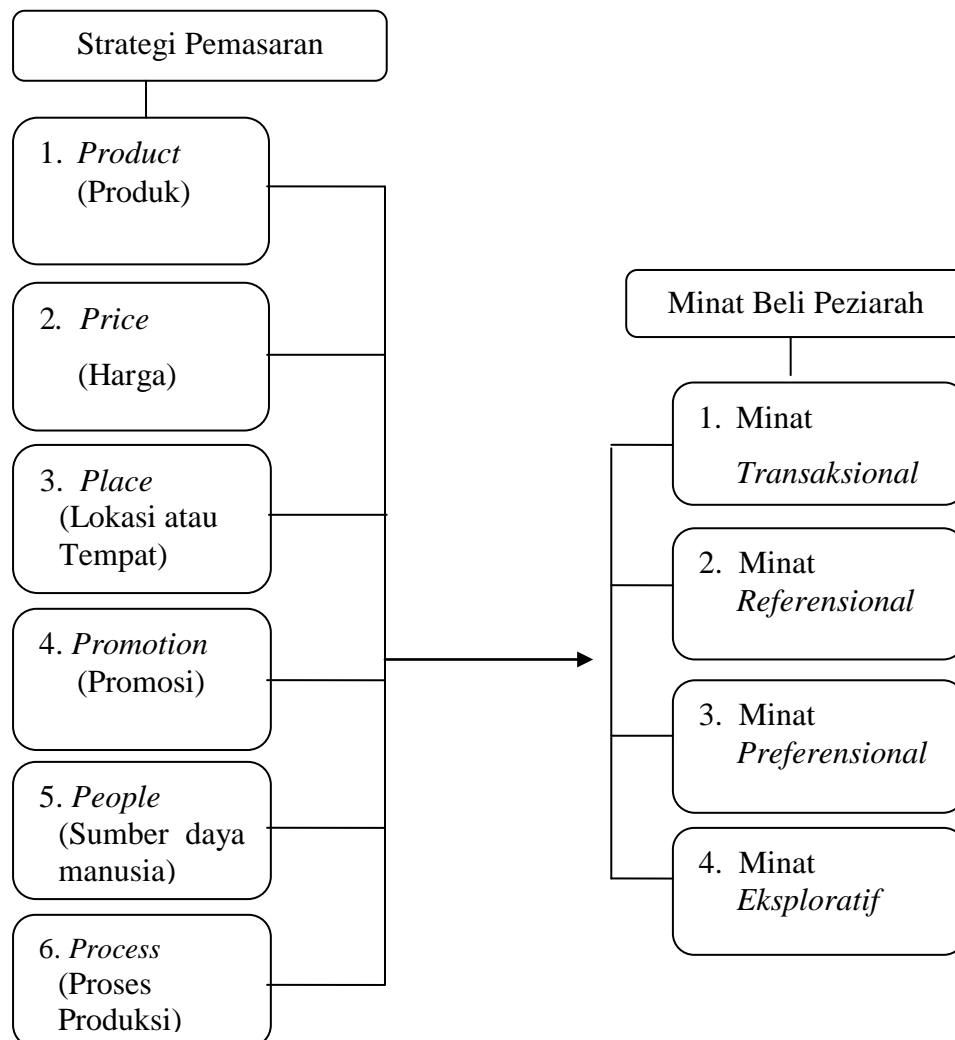 Strategi Pemasaran
1. Product
(Produk)
2. Price
(Harga)
3. Place
(Lokasi atau
Tempat)
4. Promotion
(Promosi)
5. People
(Sumber daya
manusia)
6. Process
(Proses
Produksi)
Minat Beli Peziarah
1. Minat
Transaksional
2. Minat
Referensional
3. Minat
Preferensional
4. Minat
Eksploratif